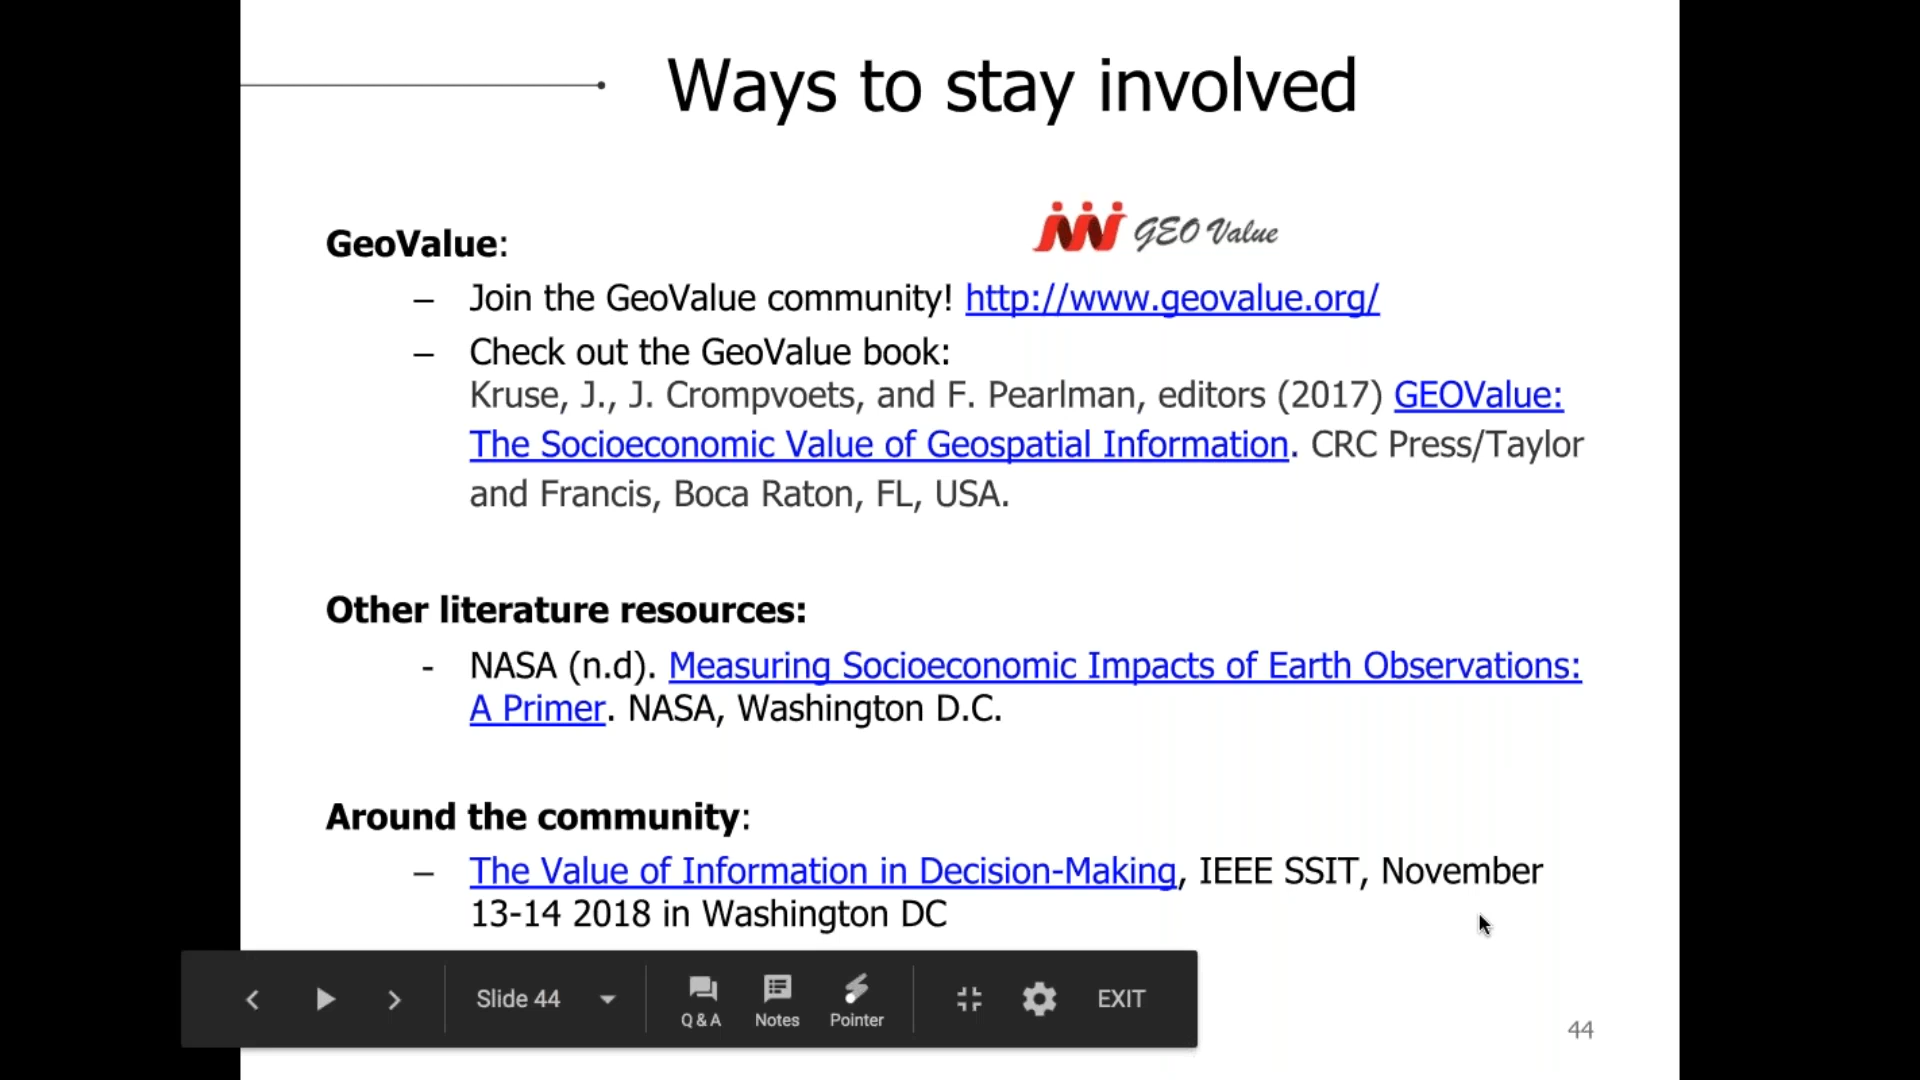 Ways to stay involved
GEO Value
GeoValue:
– Join the GeoValue community! http://www.geovalue.org/
– Check out the GeoValue book:
Kruse, J., J. Crompvoets, and F. Pearlman, editors (2017) GEOValue:
The Socioeconomic Value of Geospatial Information. CRC Press/Taylor
and Francis, Boca Raton, FL, USA.
Other literature resources:
- NASA (n.d). Measuring Socioeconomic Impacts of Earth Observations:
A Primer. NASA, Washington D.C.
Around the community:
– The Value of Information in Decision-Making, IEEE SSIT, November
13-14 2018 in Washington DC
Slide 44
Q & A Notes Pointer
EXIT
44